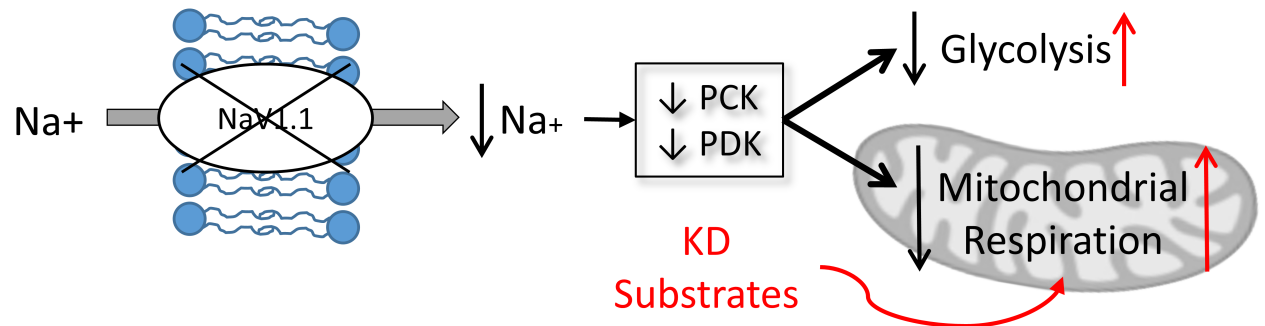 Na+
NaV1.1
↓ Na+
↓ PCK
↓ PDK
Glycolysis
Mitochondrial
Respiration
KD
Substrates